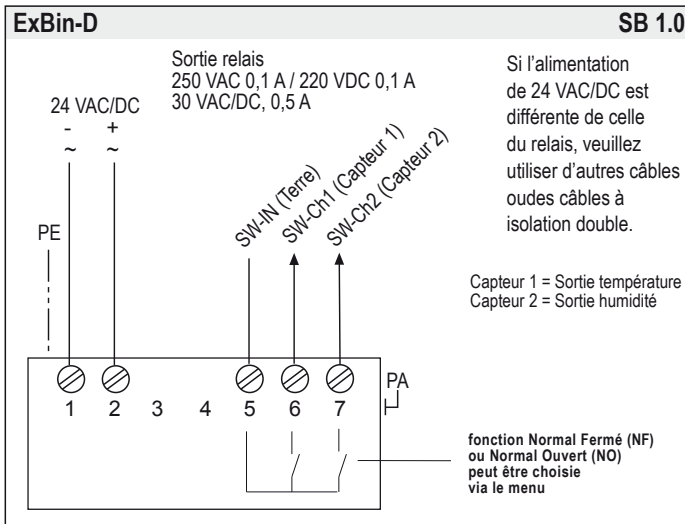 ExBin-D
SB 1.0
Sortie relais
250 VAC 0,1 A / 220 VDC 0,1 A
30 VAC/DC, 0,5 A
24 VAC/DC
- +
~ ~
PE
SW-IN (Terre)
SW-Ch1 (Capteur 1)
SW-Ch2 (Capteur 2)
Si l'alimentation
de 24 VAC/DC est
différente de celle
du relais, veuillez
utiliser d'autres câbles
oudes câbles à
isolation double.
Capteur 1 = Sortie température
Capteur 2 = Sortie humidité
PA
1 2 3 4 5 6 7
fonction Normal Fermé (NF)
ou Normal Ouvert (NO)
peut être choisie
via le menu